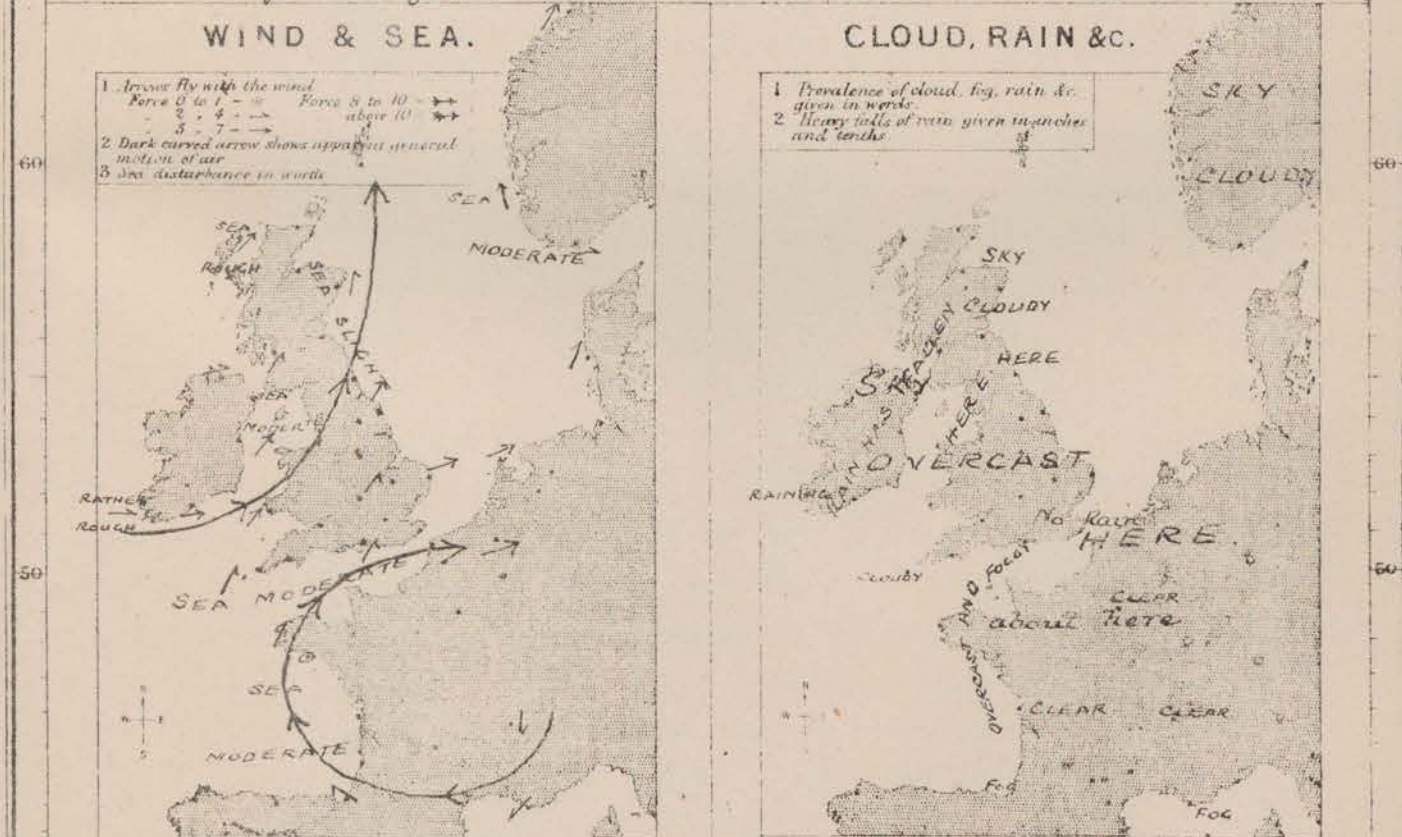 WIND & SEA.
1 Arrows fly with the wind
Force 0 to 1 Force 8 to 10
2 . 4 above 10
5 . 7
2 Dark curved arrow shows apparent general
motion of air
3 Sea disturbance in words
60
SEA
MODERATE
SEA
ROUGH
SEA SLIGHT
SEA
MODERATE
RATHER
ROUGH
50
SEA MODERATE
SEA
MODERATE
N
W E
S
CLOUD, RAIN &c.
1 Prevalence of cloud, fog, rain &c.
given in words.
2 Heavy falls of rain given in inches
and tenths
60
SKY
CLOUDY
SKY
CLOUDY
HERE
SKY
OVERCAST
HERE.
RAIN HAS FALLEN
HERE
RAINING
No Rain
50
CLOUDY
OVERCAST AND FOGGY
CLEAR
about here
CLEAR
CLEAR
FOG
FOG
N
W